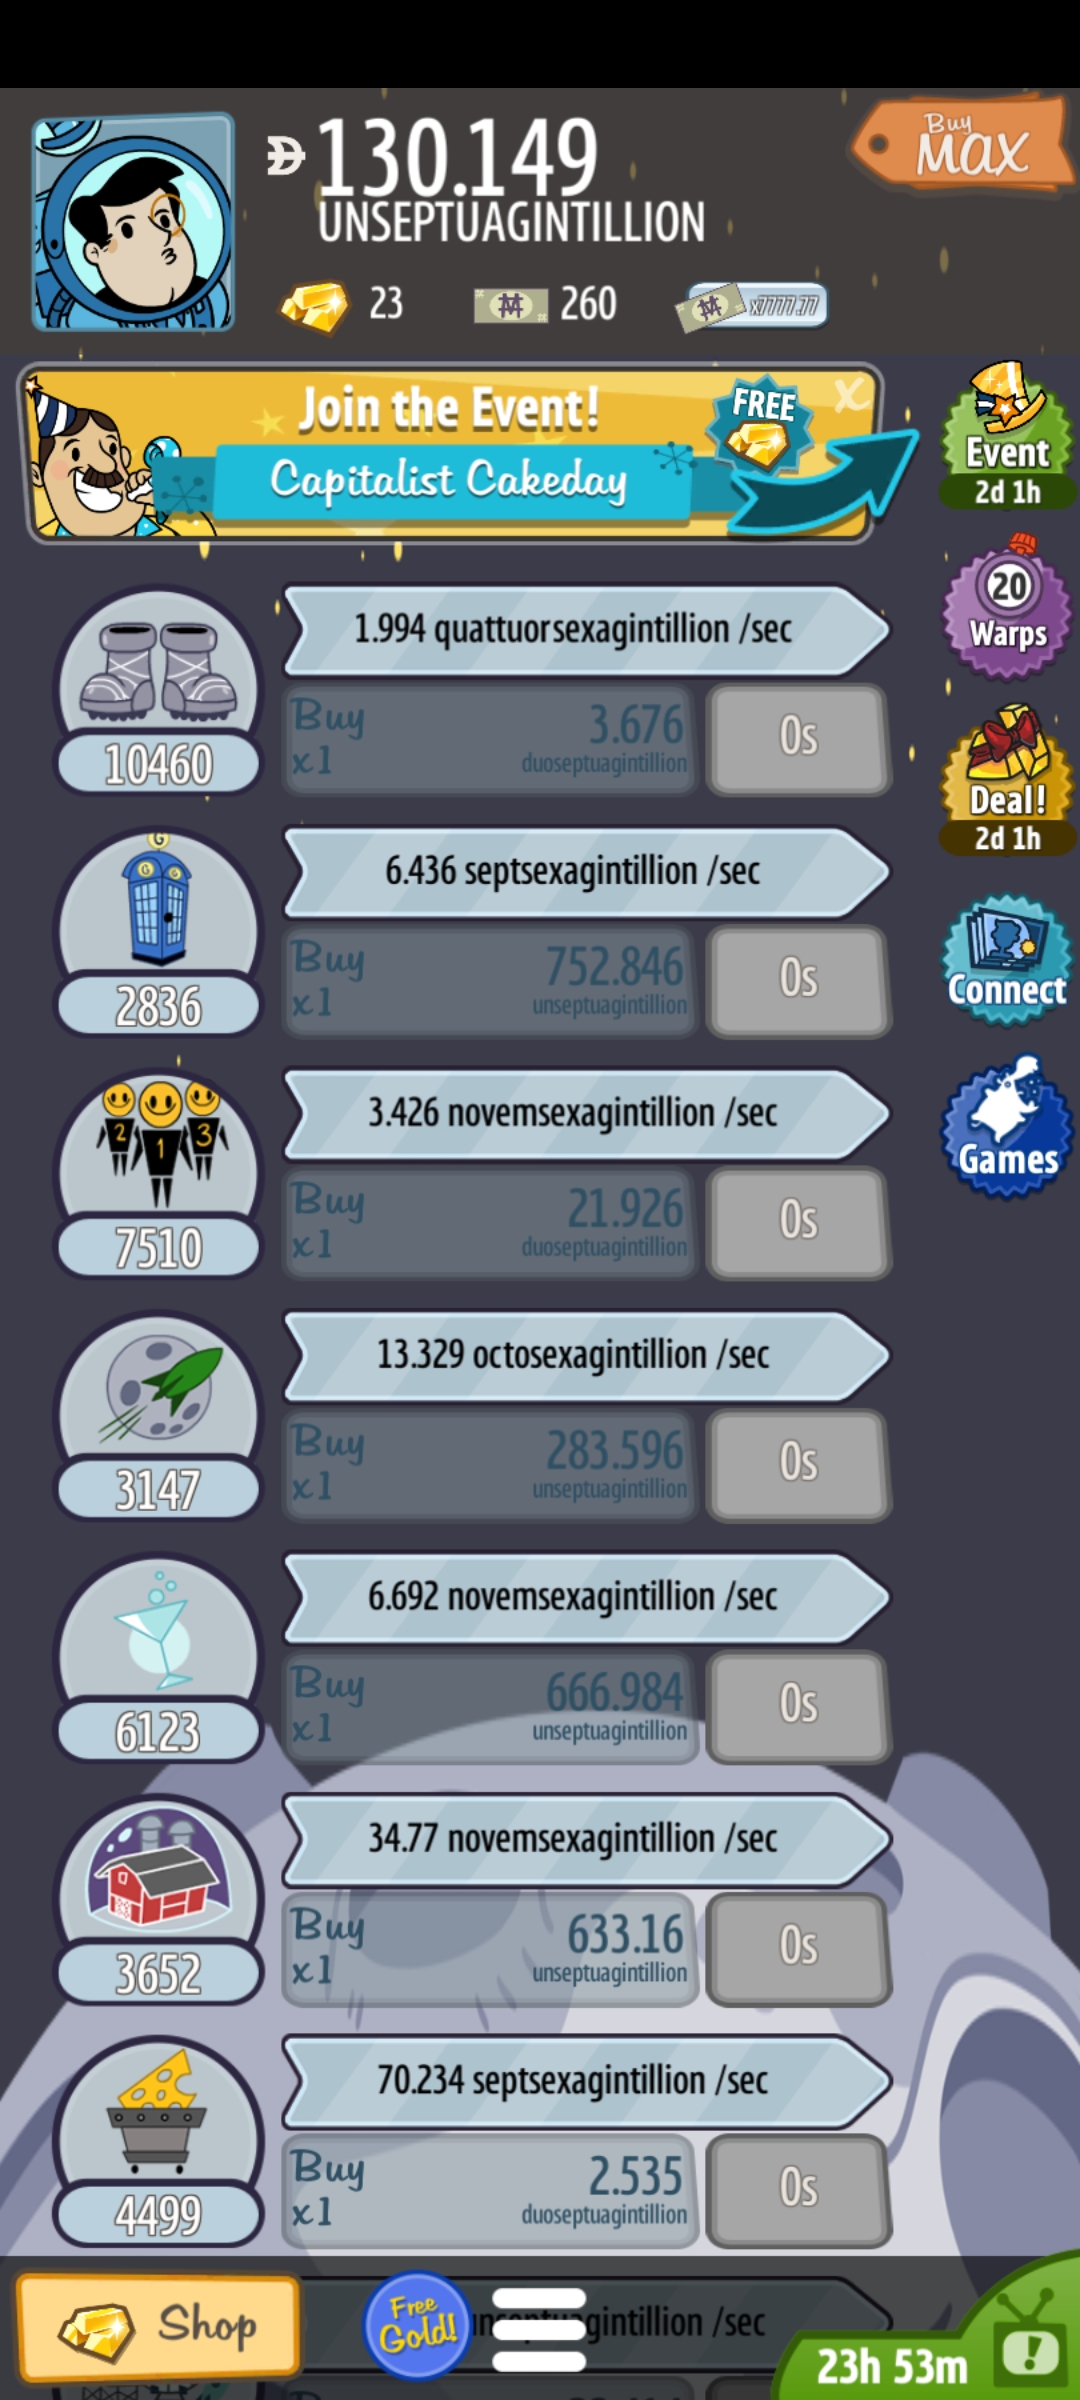 130.149
UNSEPTUAGINTILLION
Buy
MAX
23
260
x7777.77
Join the Event!
FREE
X
Capitalist Cakeday
Event
2d 1h
1.994 quattuorsexagintillion /sec
Buy
x1
3.676
duoseptuagintillion
0s
10460
20
Warps
Deal!
2d 1h
6.436 septsexagintillion /sec
Buy
x1
752.846
unseptuagintillion
0s
2836
Connect
2 1 3
3.426 novemsexagintillion /sec
Buy
x1
21.926
duoseptuagintillion
0s
7510
Games
13.329 octosexagintillion /sec
Buy
x1
283.596
unseptuagintillion
0s
3147
6.692 novemsexagintillion /sec
Buy
x1
666.984
unseptuagintillion
0s
6123
34.77 novemsexagintillion /sec
Buy
x1
633.16
unseptuagintillion
0s
3652
70.234 septsexagintillion /sec
Buy
x1
2.535
duoseptuagintillion
0s
4499
Shop
Free
Gold!
/sec
23h 53m
!